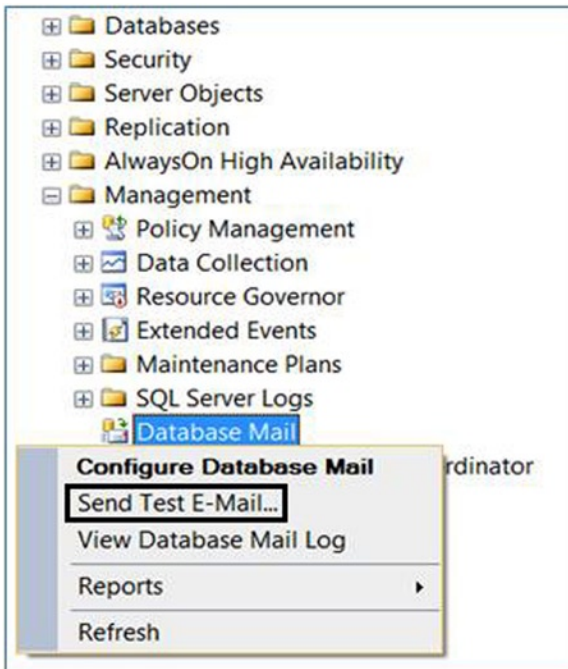 Databases
Security
Server Objects
Replication
AlwaysOn High Availability
Management
Policy Management
Data Collection
Resource Governor
Extended Events
Maintenance Plans
SQL Server Logs
Database Mail
Configure Database Mail rdinator
Send Test E-Mail...
View Database Mail Log
Reports
Refresh